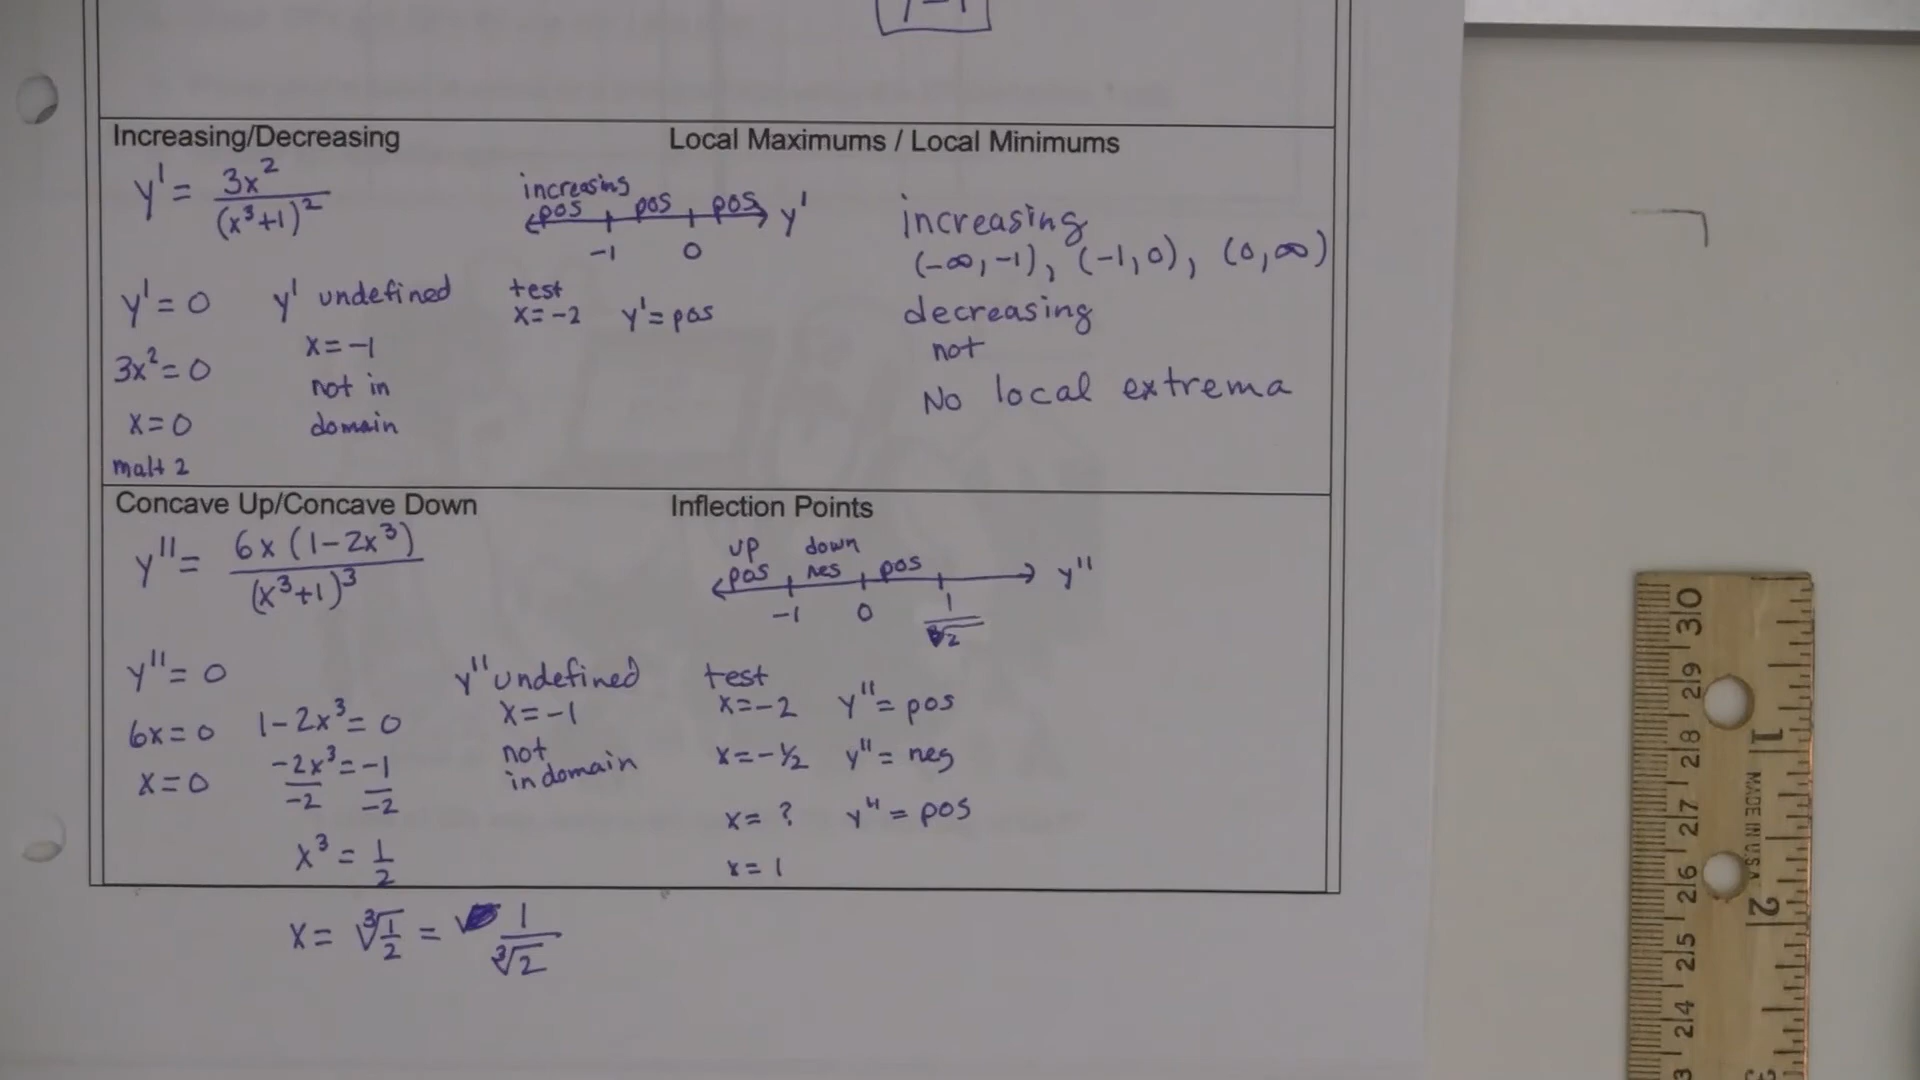 Increasing/Decreasing
Local Maximums / Local Minimums
y' = 3x²/(x³+1)²
increasing
pos pos pos y'
-1 0
increasing
(-∞,-1), (-1,0), (0,∞)
y' = 0
y' undefined
test
x=-2 y'=pos
decreasing
not
3x²=0
x=-1
not in
domain
No local extrema
x=0
mult 2
Concave Up/Concave Down
Inflection Points
y''= 6x(1-2x³)/(x³+1)³
up down
pos neg pos y''
-1 0 1/∛2
y''=0
y'' undefined
x=-1
not
in domain
test
x=-2 y''=pos
6x=0
1-2x³=0
x=-½ y''=neg
x=0
-2x³/-2=-1/-2
x=? y''=pos
x³=1/2
x=1
x=∛1/2 = 1/∛2
30
29
28
27
26
25
24
1
2
MADE IN U.S.A.